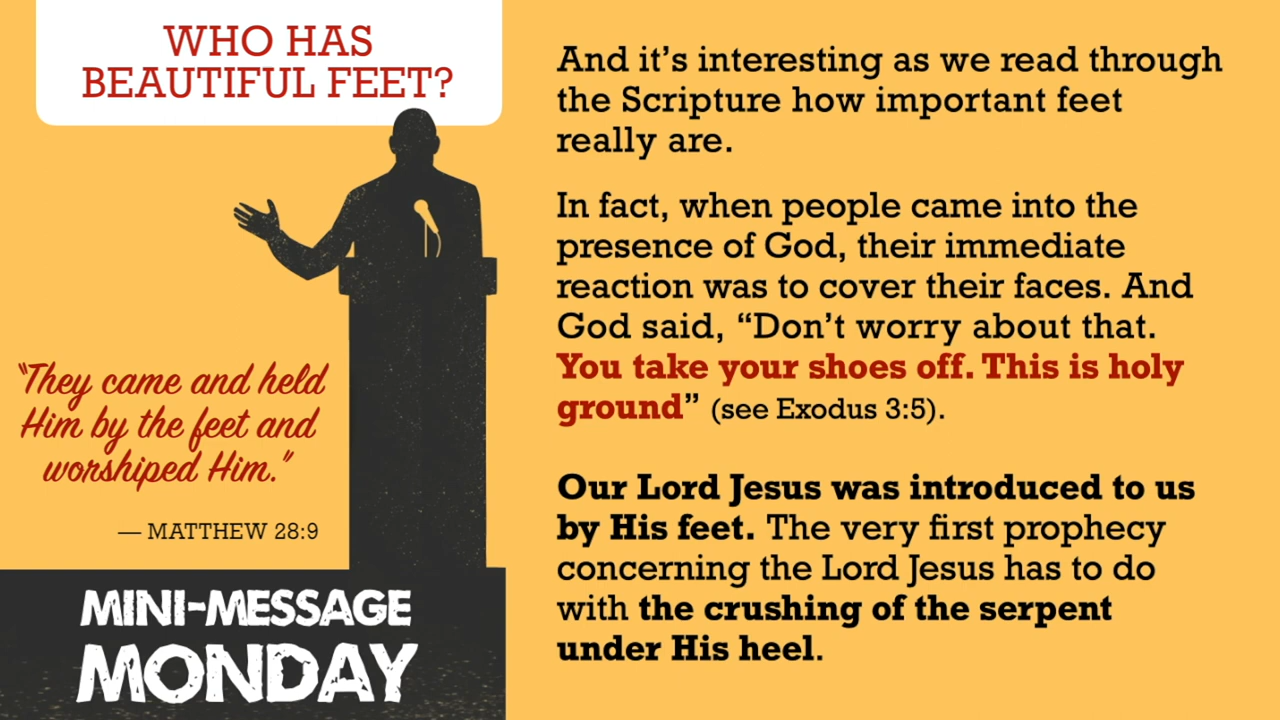 WHO HAS
BEAUTIFUL FEET?
“They came and held
Him by the feet and
worshiped Him.”
— MATTHEW 28:9
MINI-MESSAGE
MONDAY
And it’s interesting as we read through
the Scripture how important feet
really are.
In fact, when people came into the
presence of God, their immediate
reaction was to cover their faces. And
God said, “Don’t worry about that.
You take your shoes off. This is holy
ground” (see Exodus 3:5).
Our Lord Jesus was introduced to us
by His feet. The very first prophecy
concerning the Lord Jesus has to do
with the crushing of the serpent
under His heel.